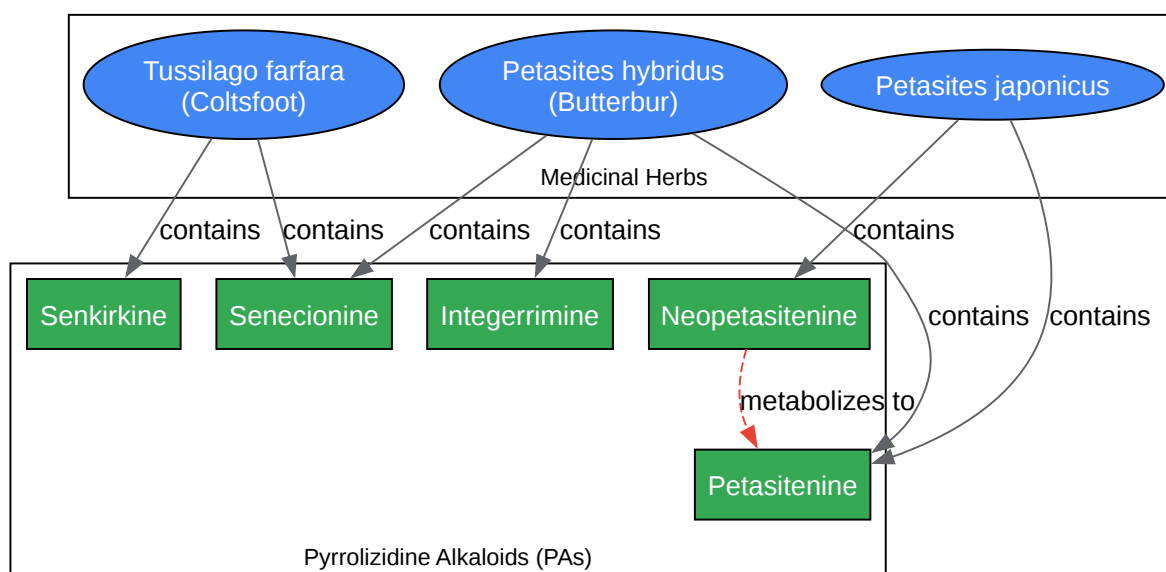 Tussilago farfara
(Coltsfoot)
Petasites hybridus
(Butterbur)
Petasites japonicus
Medicinal Herbs
contains
contains
contains
contains
contains
Senkirkine
Senecionine
Integerrimine
Neopetasitenine
contains
contains
metabolizes to
Petasitenine
Pyrrolizidine Alkaloids (PAs)